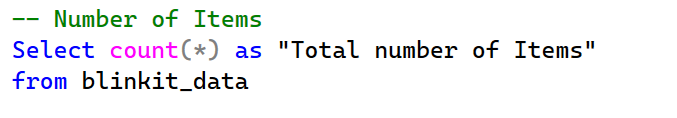 -- Number of Items
Select count(*) as "Total number of Items"
from blinkit_data